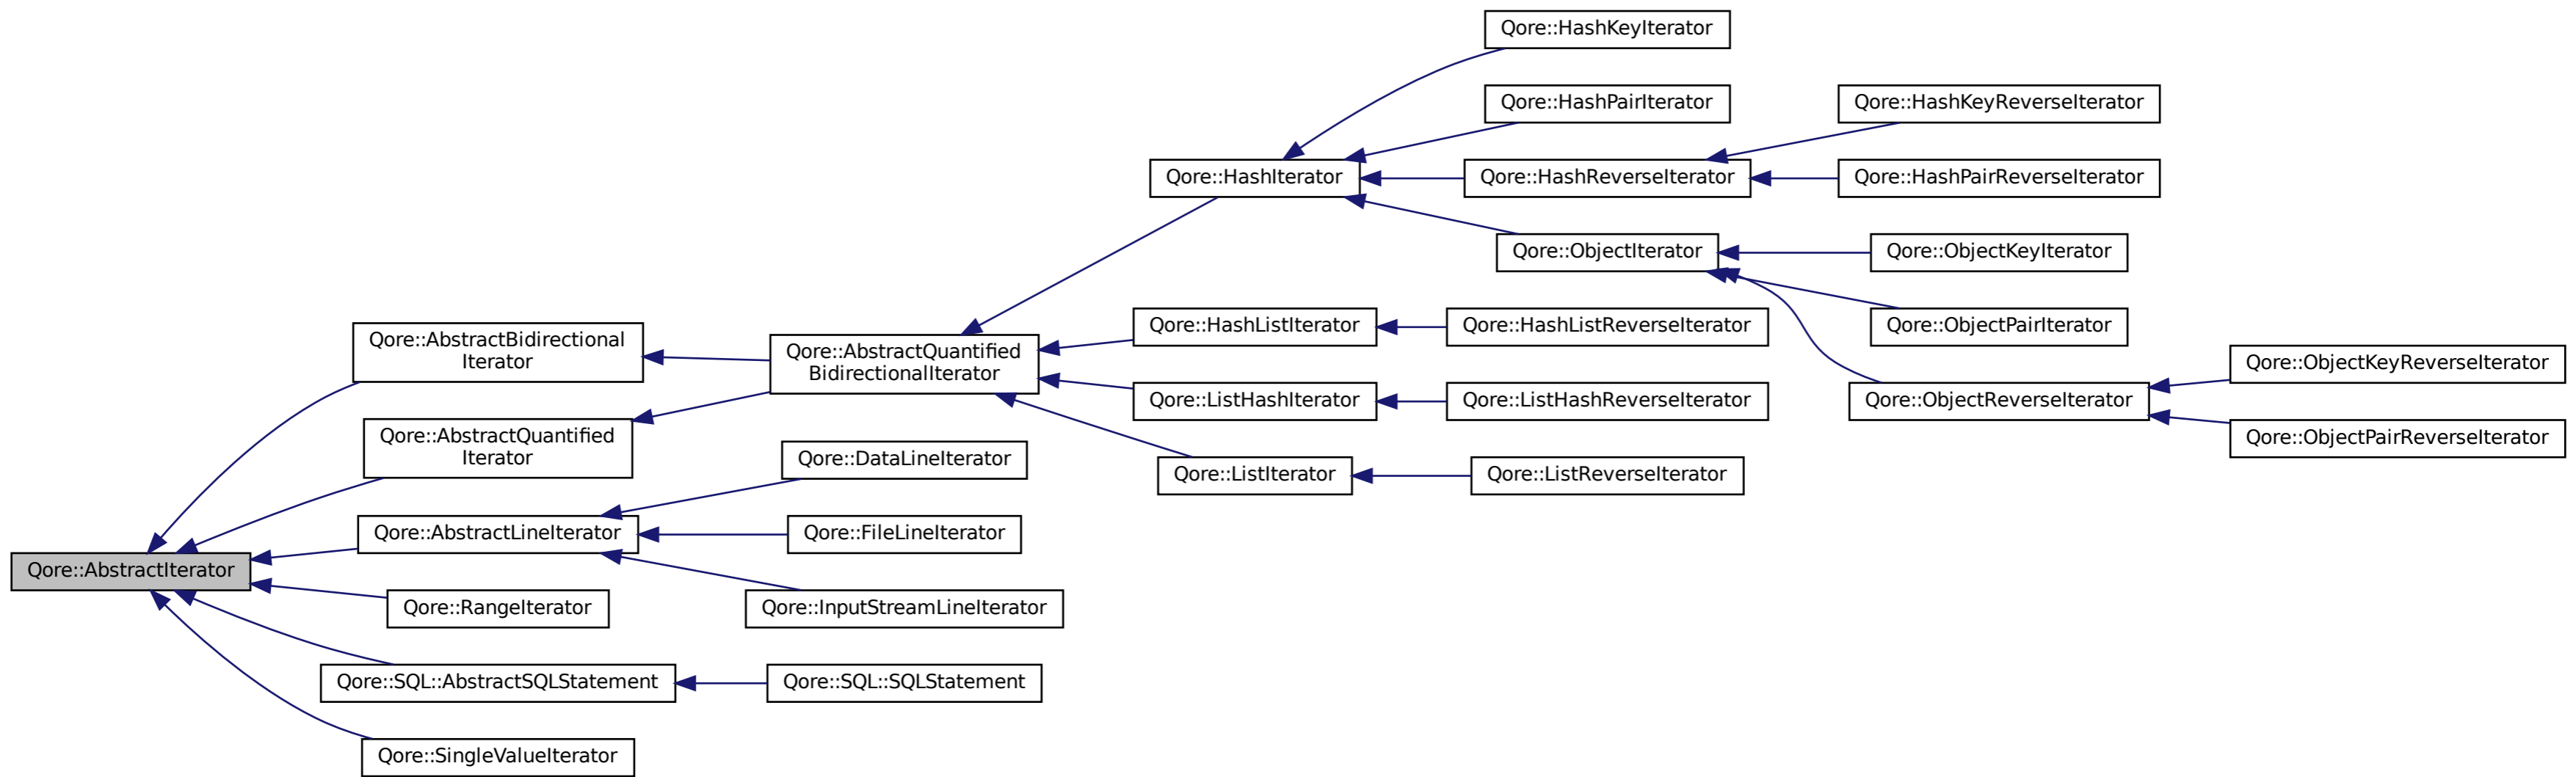 Qore::HashKeyIterator
Qore::HashPairIterator
Qore::HashKeyReverseIterator
Qore::HashIterator
Qore::HashReverseIterator
Qore::HashPairReverseIterator
Qore::ObjectIterator
Qore::ObjectKeyIterator
Qore::AbstractBidirectional
Iterator
Qore::AbstractQuantified
BidirectionalIterator
Qore::HashListIterator
Qore::HashListReverseIterator
Qore::ObjectPairIterator
Qore::ObjectKeyReverseIterator
Qore::ListHashIterator
Qore::ListHashReverseIterator
Qore::ObjectReverseIterator
Qore::ObjectPairReverseIterator
Qore::AbstractQuantified
Iterator
Qore::DataLineIterator
Qore::ListIterator
Qore::ListReverseIterator
Qore::AbstractLineIterator
Qore::FileLineIterator
Qore::AbstractIterator
Qore::RangeIterator
Qore::InputStreamLineIterator
Qore::SQL::AbstractSQLStatement
Qore::SQL::SQLStatement
Qore::SingleValueIterator